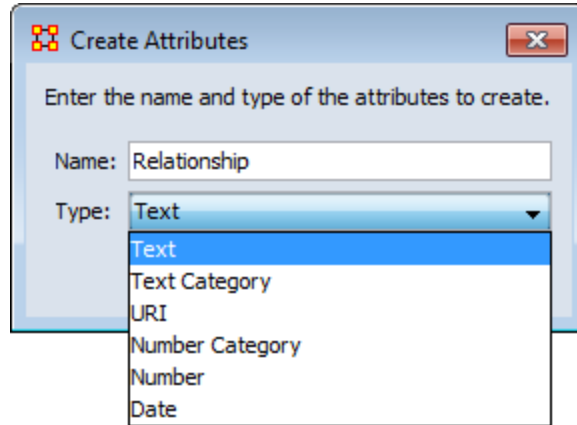 Create Attributes
Enter the name and type of the attributes to create.
Name: Relationship
Type: Text
Text
Text Category
URI
Number Category
Number
Date